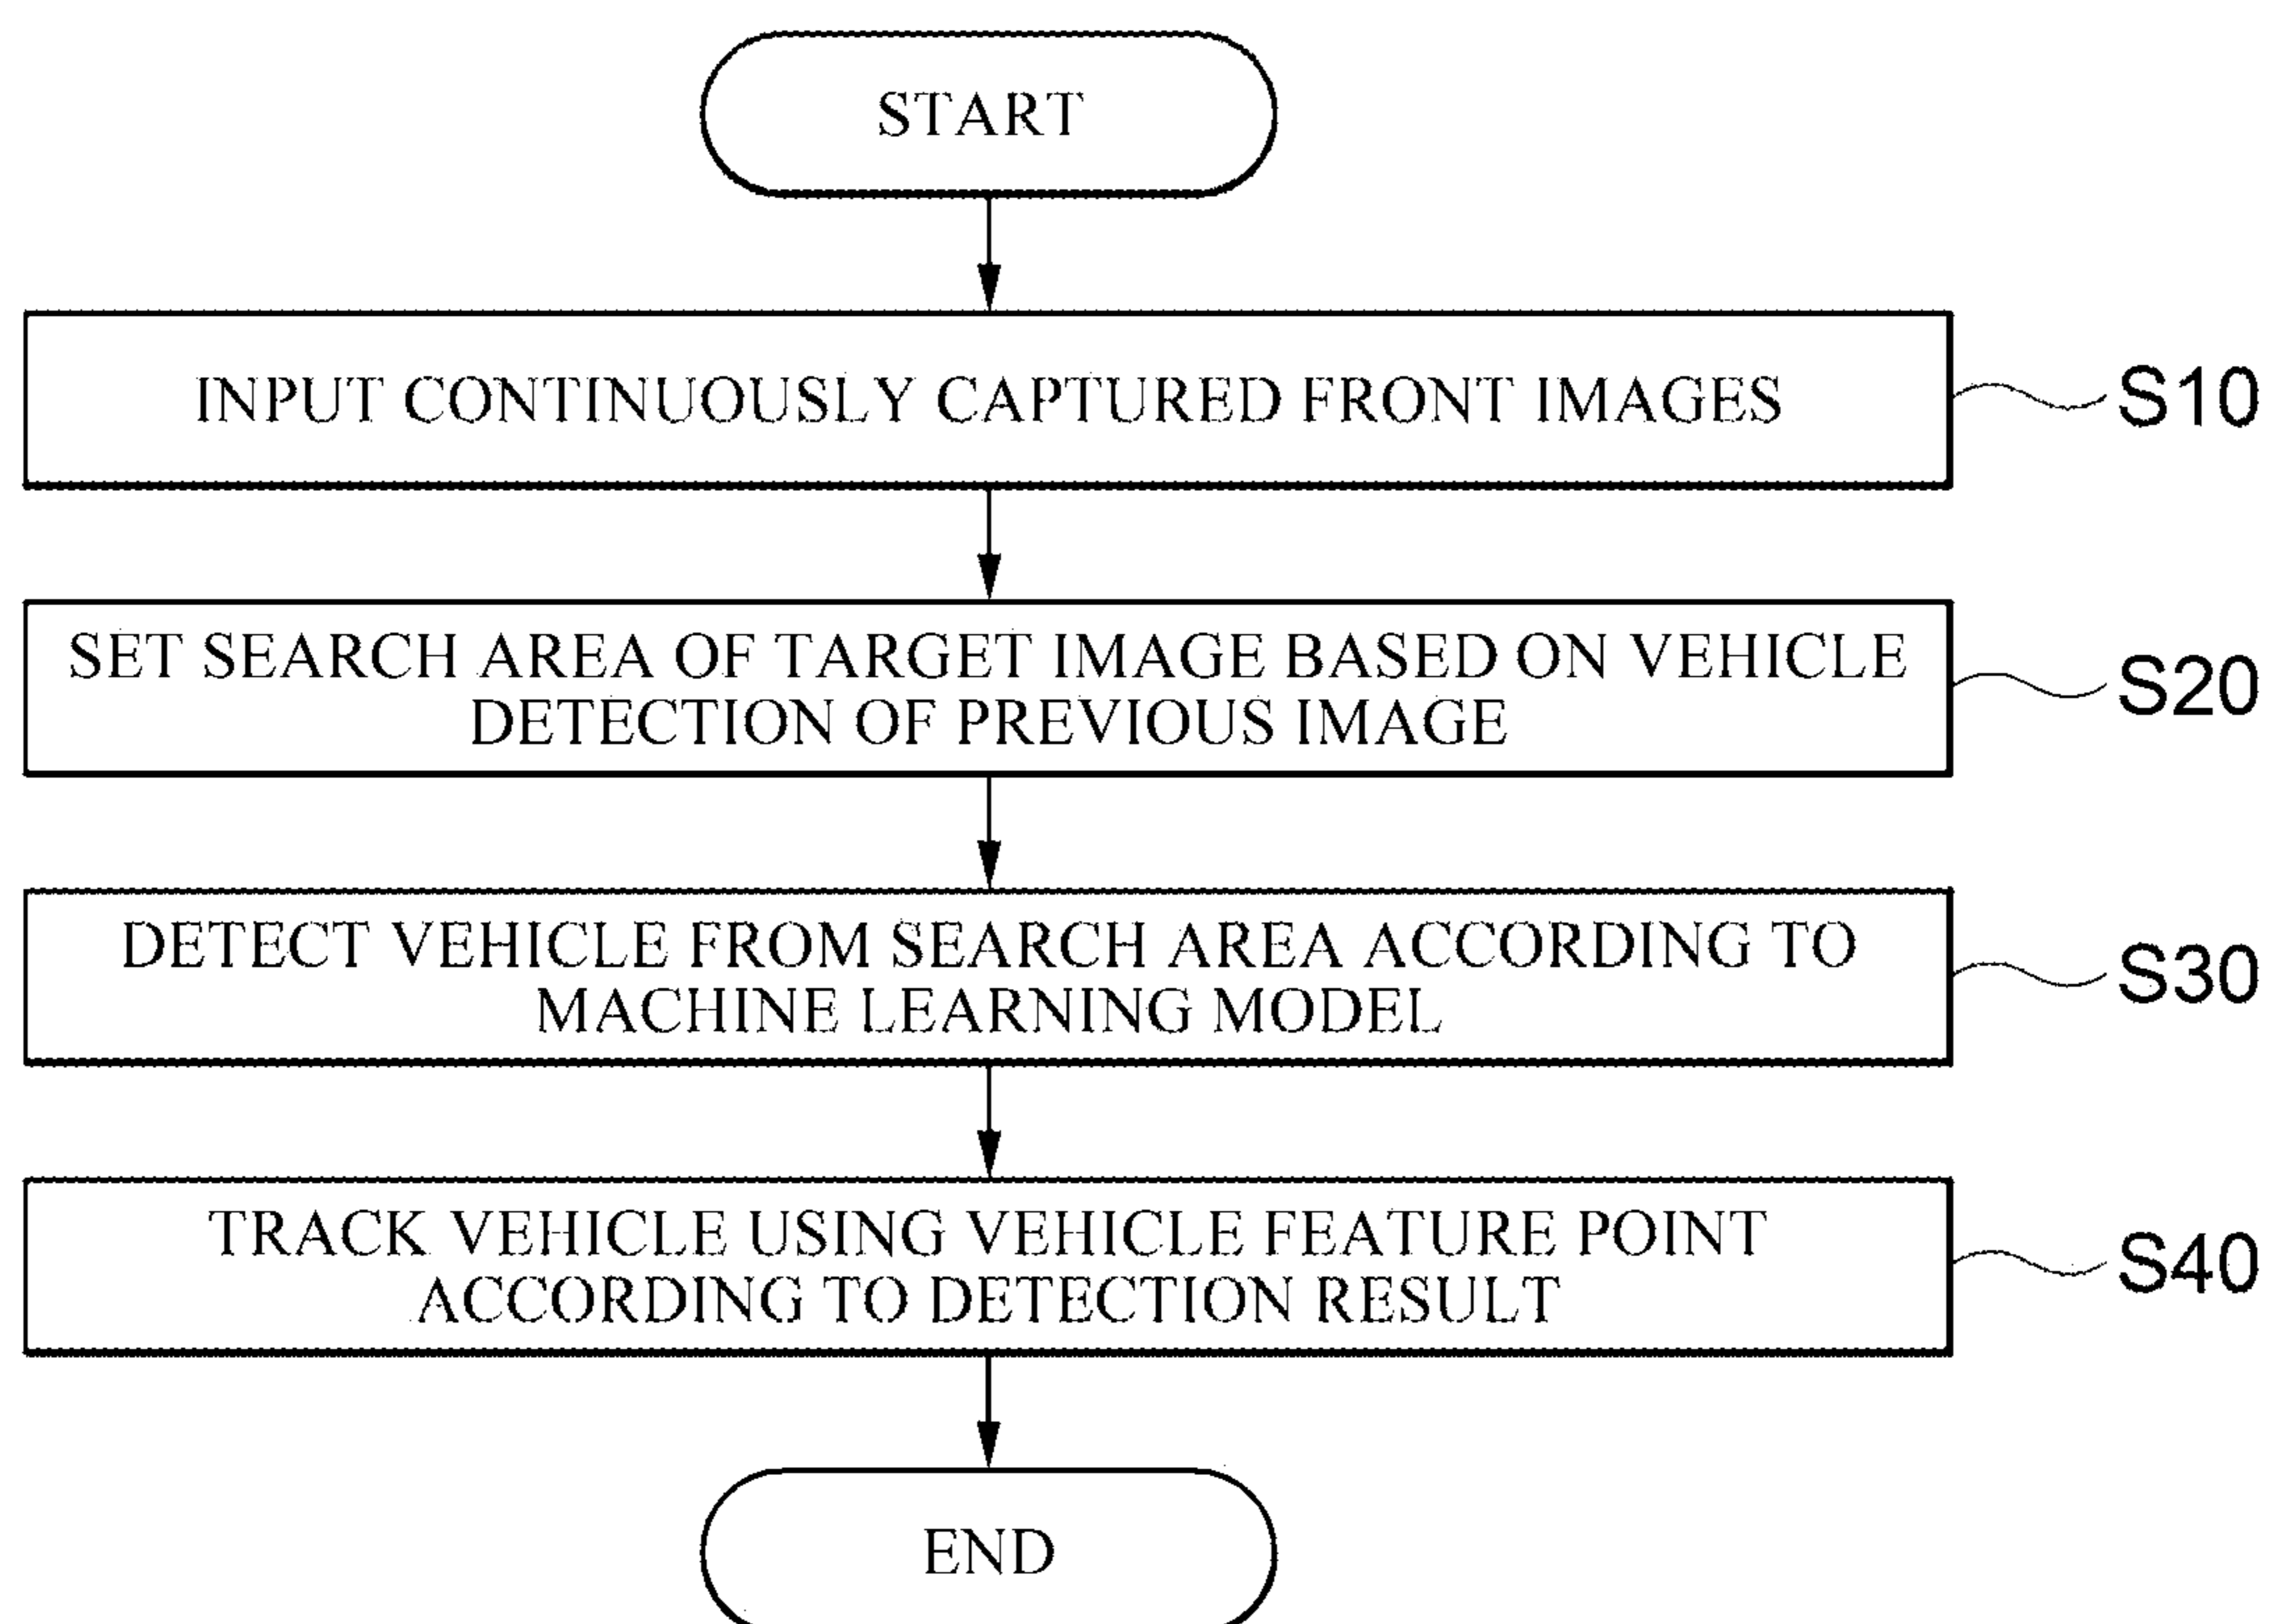 START
INPUT CONTINUOUSLY CAPTURED FRONT IMAGES
S10
SET SEARCH AREA OF TARGET IMAGE BASED ON VEHICLE
DETECTION OF PREVIOUS IMAGE
S20
DETECT VEHICLE FROM SEARCH AREA ACCORDING TO
MACHINE LEARNING MODEL
S30
TRACK VEHICLE USING VEHICLE FEATURE POINT
ACCORDING TO DETECTION RESULT
S40
END